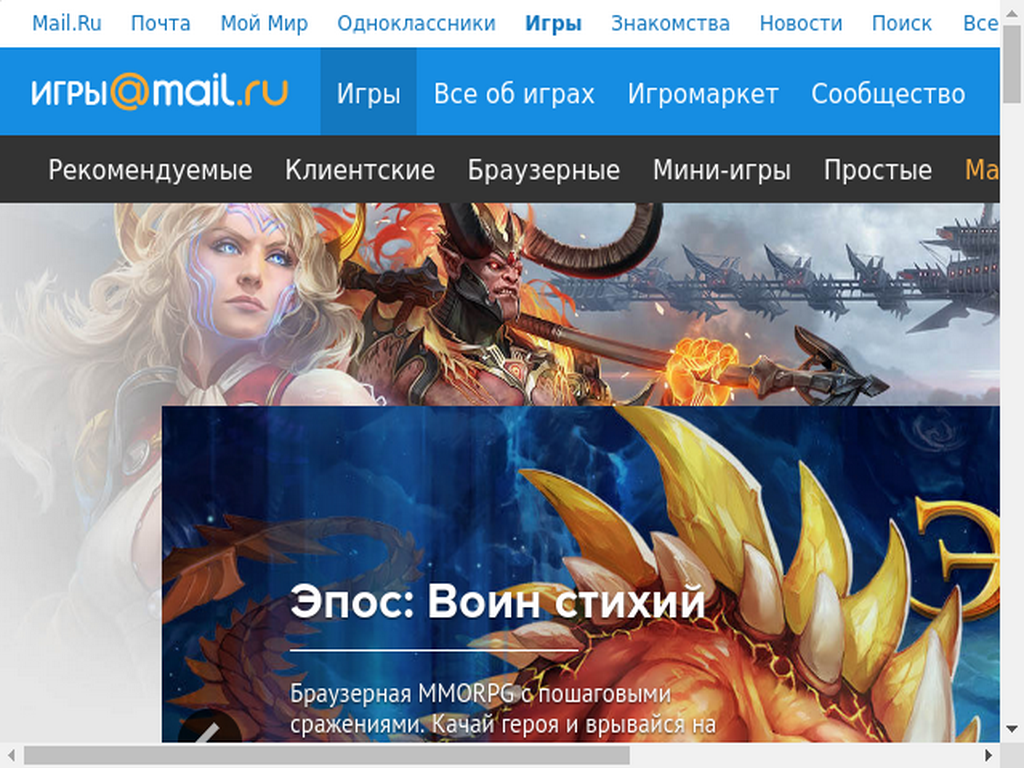 Mail.Ru Почта Мой Мир Одноклассники Игры Знакомства Новости Поиск Все
игры@mail.ru Игры Все об играх Игромаркет Сообщество
Рекомендуемые Клиентские Браузерные Мини-игры Простые Ma
Э
Эпос: Воин стихий
Браузерная MMORPG с пошаговыми
сражениями. Качай героя и врывайся на